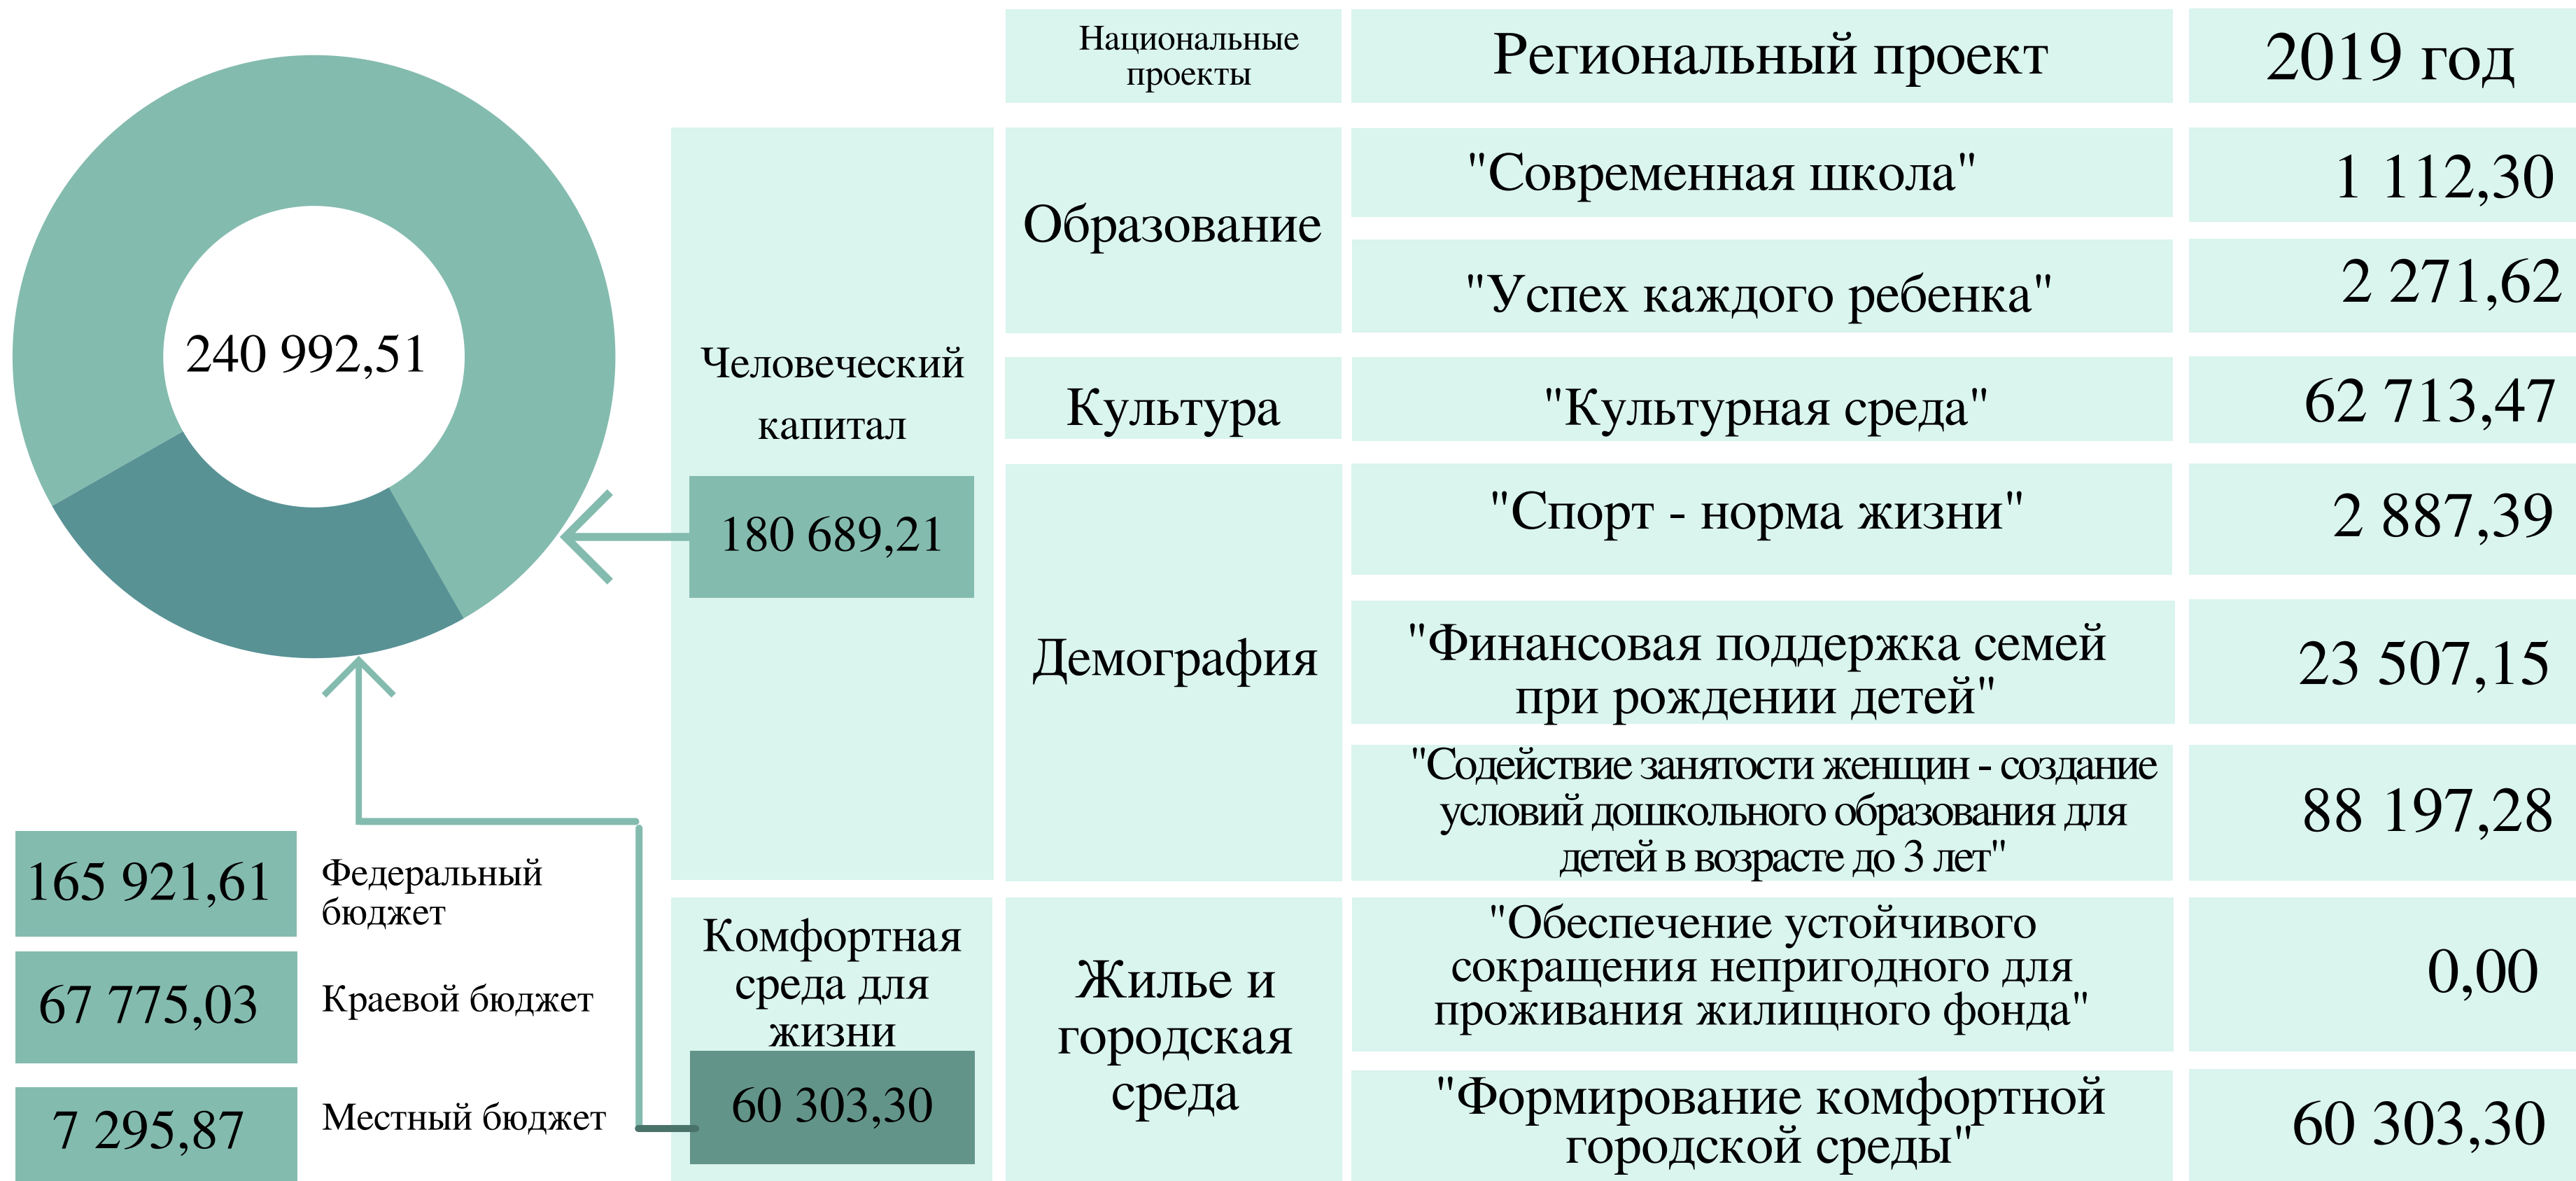 Национальные
проекты
Региональный проект
2019 год
240 992,51
Человеческий
капитал
180 689,21
Образование
"Современная школа"
1 112,30
"Успех каждого ребенка"
2 271,62
Культура
"Культурная среда"
62 713,47
Демография
"Спорт - норма жизни"
2 887,39
"Финансовая поддержка семей
при рождении детей"
23 507,15
"Содействие занятости женщин - создание
условий дошкольного образования для
детей в возрасте до 3 лет"
88 197,28
Комфортная
среда для
жизни
60 303,30
Жилье и
городская
среда
"Обеспечение устойчивого
сокращения непригодного для
проживания жилищного фонда"
0,00
"Формирование комфортной
городской среды"
60 303,30
165 921,61
Федеральный
бюджет
67 775,03
Краевой бюджет
7 295,87
Местный бюджет